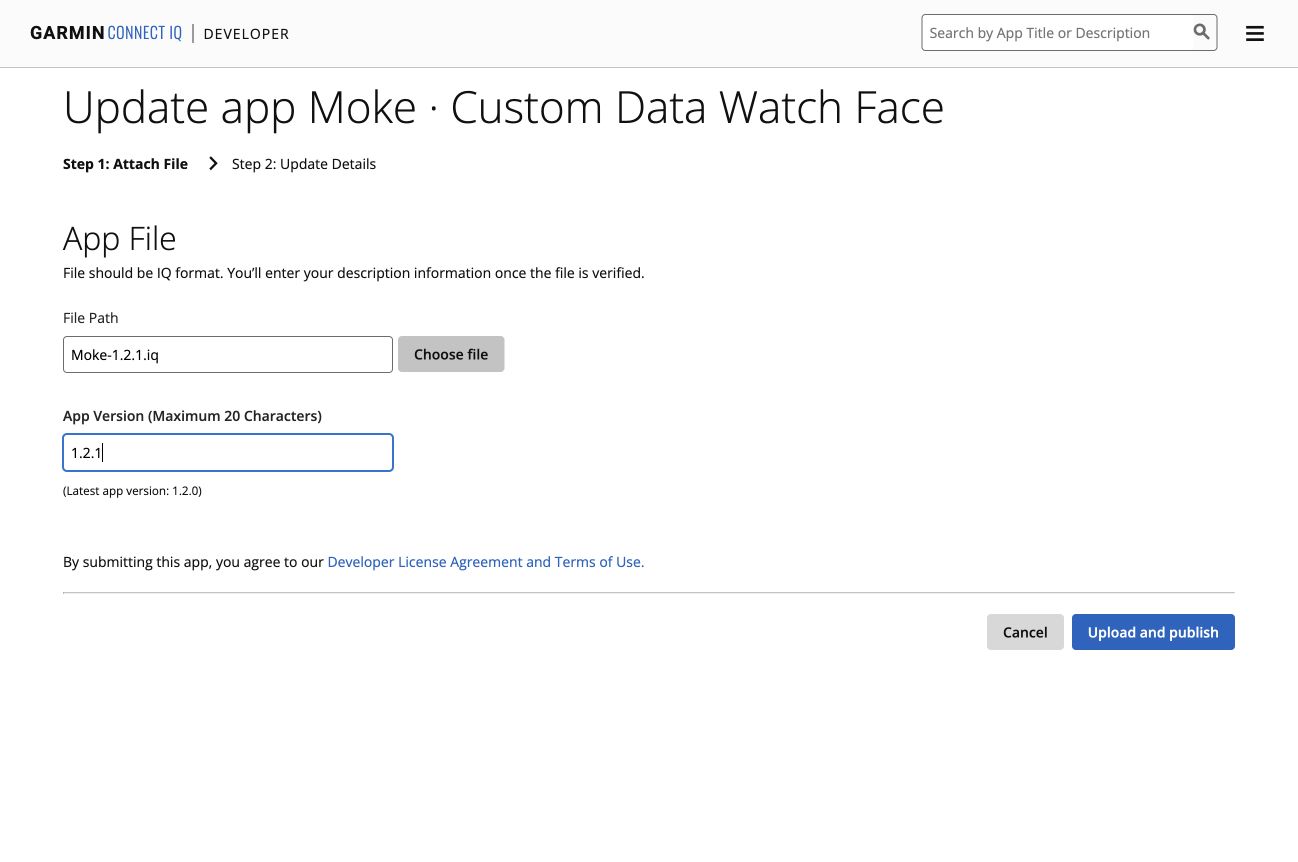 GARMIN CONNECT IQ | DEVELOPER
Search by App Title or Description
Update app Moke · Custom Data Watch Face
Step 1: Attach File
Step 2: Update Details
App File
File should be IQ format. You’ll enter your description information once the file is verified.
File Path
Moke-1.2.1.iq
Choose file
App Version (Maximum 20 Characters)
1.2.1
(Latest app version: 1.2.0)
By submitting this app, you agree to our Developer License Agreement and Terms of Use.
Cancel
Upload and publish